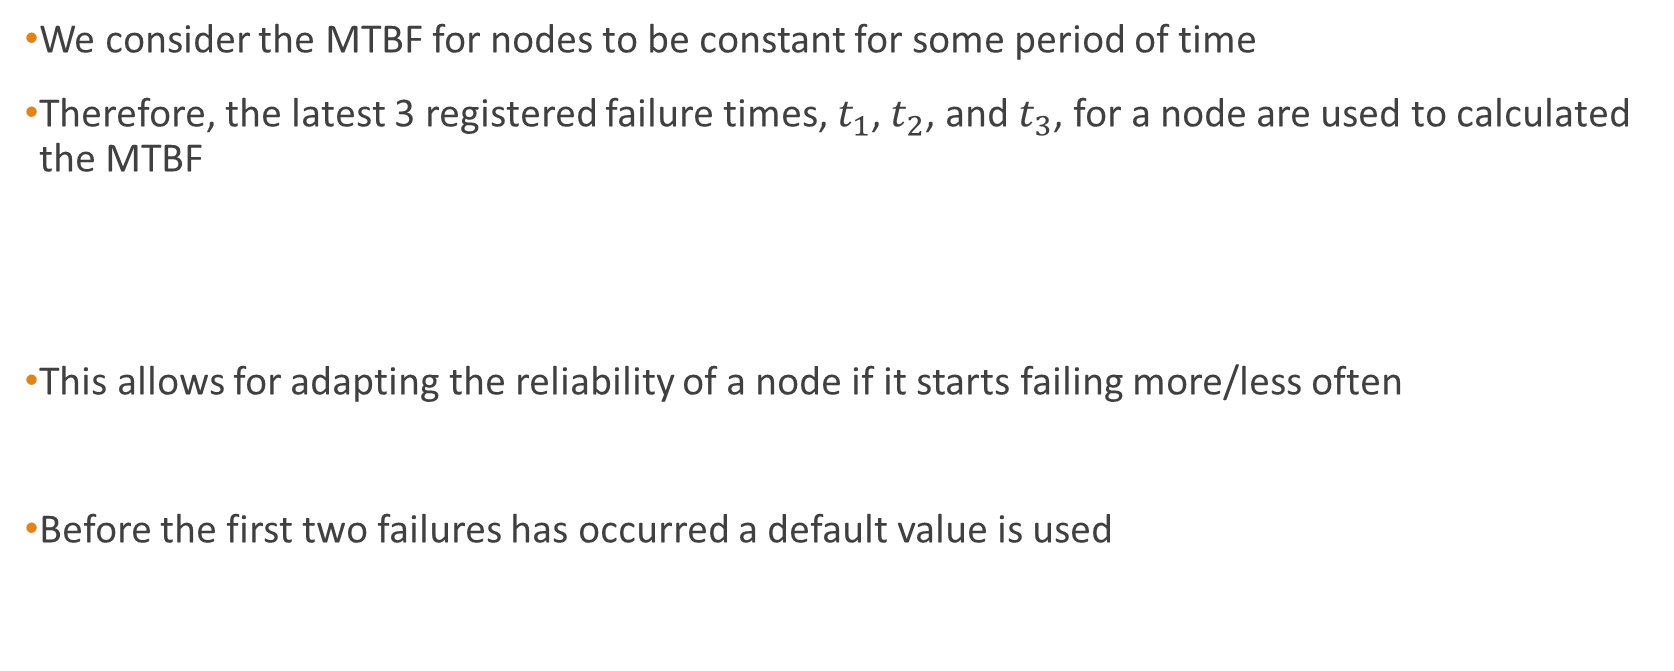 •We consider the MTBF for nodes to be constant for some period of time
•Therefore, the latest 3 registered failure times, t₁, t₂, and t₃, for a node are used to calculated
the MTBF
•This allows for adapting the reliability of a node if it starts failing more/less often
•Before the first two failures has occurred a default value is used